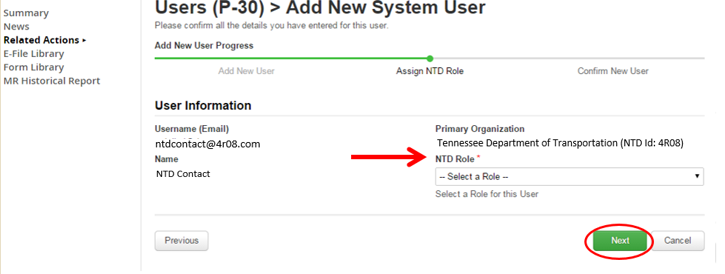 Summary
News
Related Actions ▸
E-File Library
Form Library
MR Historical Report
Users (P-30) > Add New System User
Please confirm all the details you have entered for this user.
Add New User Progress
Add New User
Assign NTD Role
Confirm New User
User Information
Username (Email)
ntdcontact@4r08.com
Name
NTD Contact
Primary Organization
Tennessee Department of Transportation (NTD Id: 4R08)
NTD Role *
-- Select a Role --
Select a Role for this User
Previous
Next
Cancel